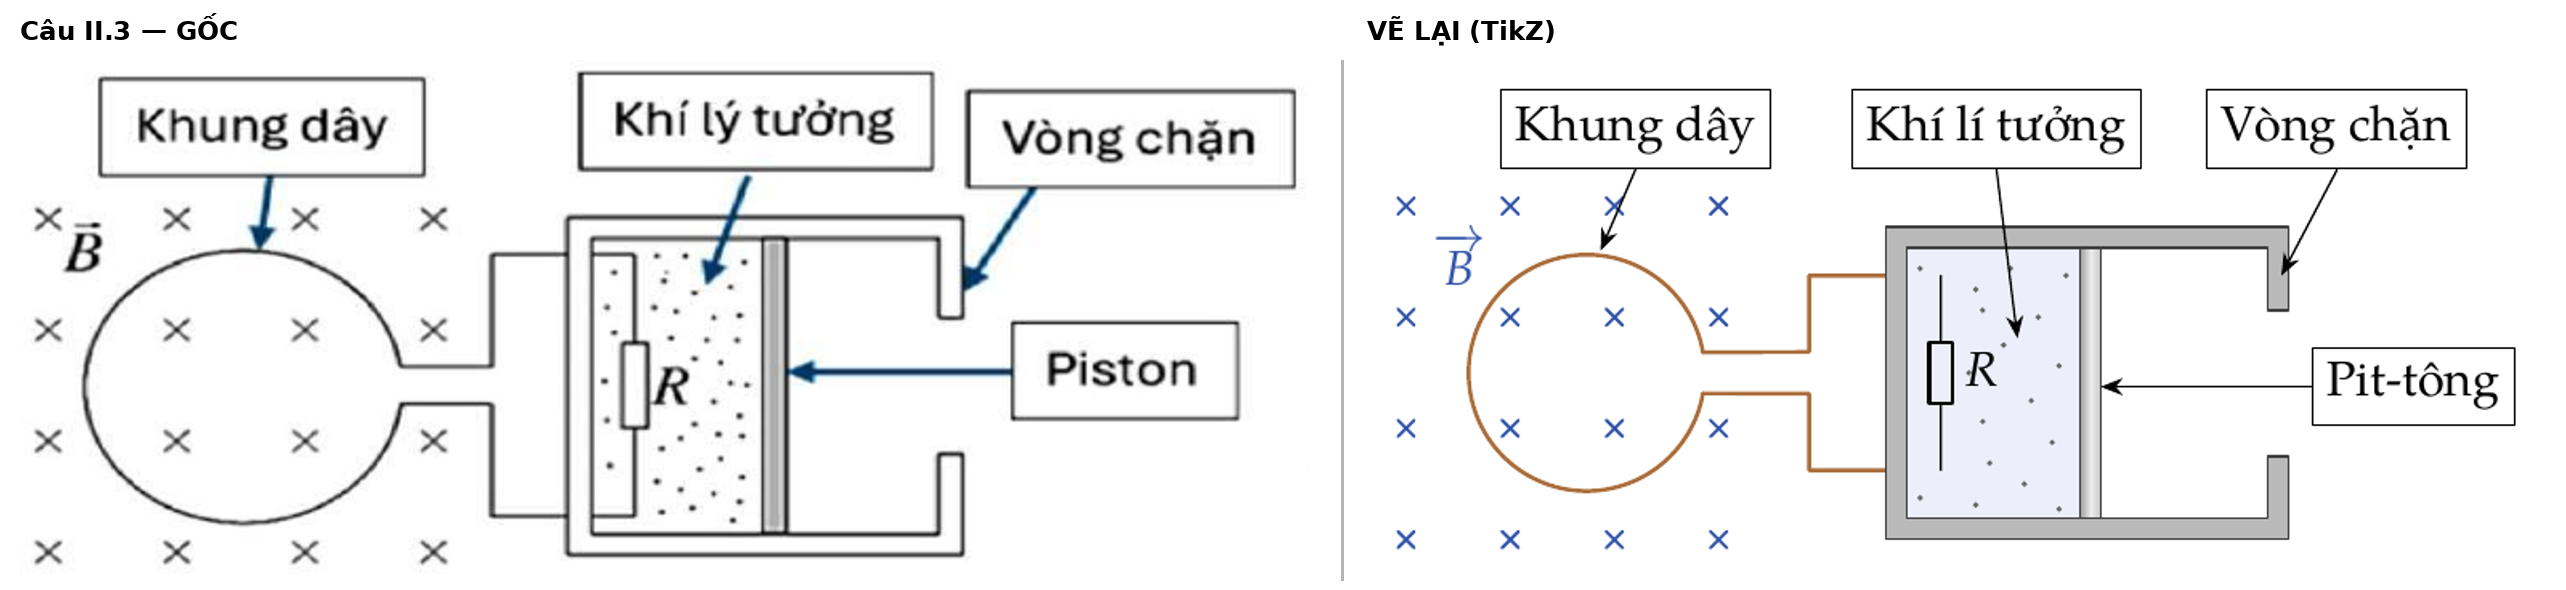 Câu II.3 — GỐC
Khung dây
Khí lý tưởng
Vòng chặn
B
R
Piston
VẼ LẠI (TikZ)
Khung dây
Khí lí tưởng
Vòng chặn
B
R
Pit-tông